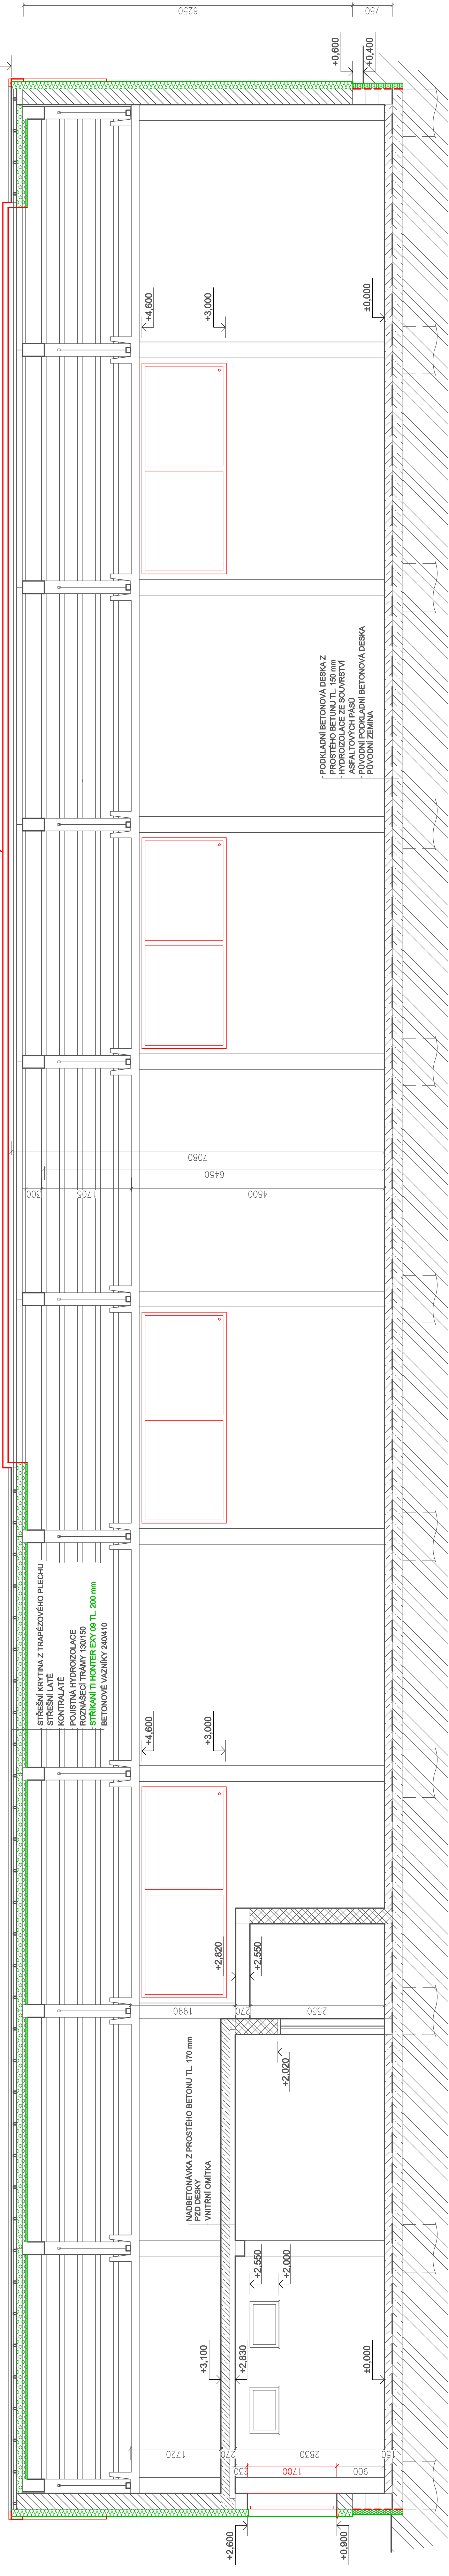 STŘEŠNÍ KRYTINA Z TRAPÉZOVÉHO PLECHU
STŘEŠNÍ LATĚ
KONTRALATĚ
POJISTNÁ HYDROIZOLACE
ROZNÁŠECÍ TRÁMY 130/150
STŘÍKANÍ TI HONTER EXY 09 TL. 200 mm
BETONOVÉ VAZNÍKY 240/410
NADBETONÁVKA Z PROSTÉHO BETONU TL. 170 mm
PZD DESKY
VNITŘNÍ OMÍTKA
PODKLADNÍ BETONOVÁ DESKA Z
PROSTÉHO BETUNU TL. 150 mm
HYDROIZOLACE ZE SOUVRSTVÍ
ASFALTOVÝCH PÁSŮ
PŮVODNÍ PODKLADNÍ BETONOVÁ DESKA
PŮVODNÍ ZEMINA
+2,600
+0,900
1720
270
230
2830
1700
900
150
+3,100
+2,830
±0,000
+2,550
+2,000
+2,020
1990
270
2550
+2,820
+2,550
+4,600
+3,000
300
1705
4800
6450
7080
+4,600
+3,000
±0,000
+0,600
+0,400
6250
750